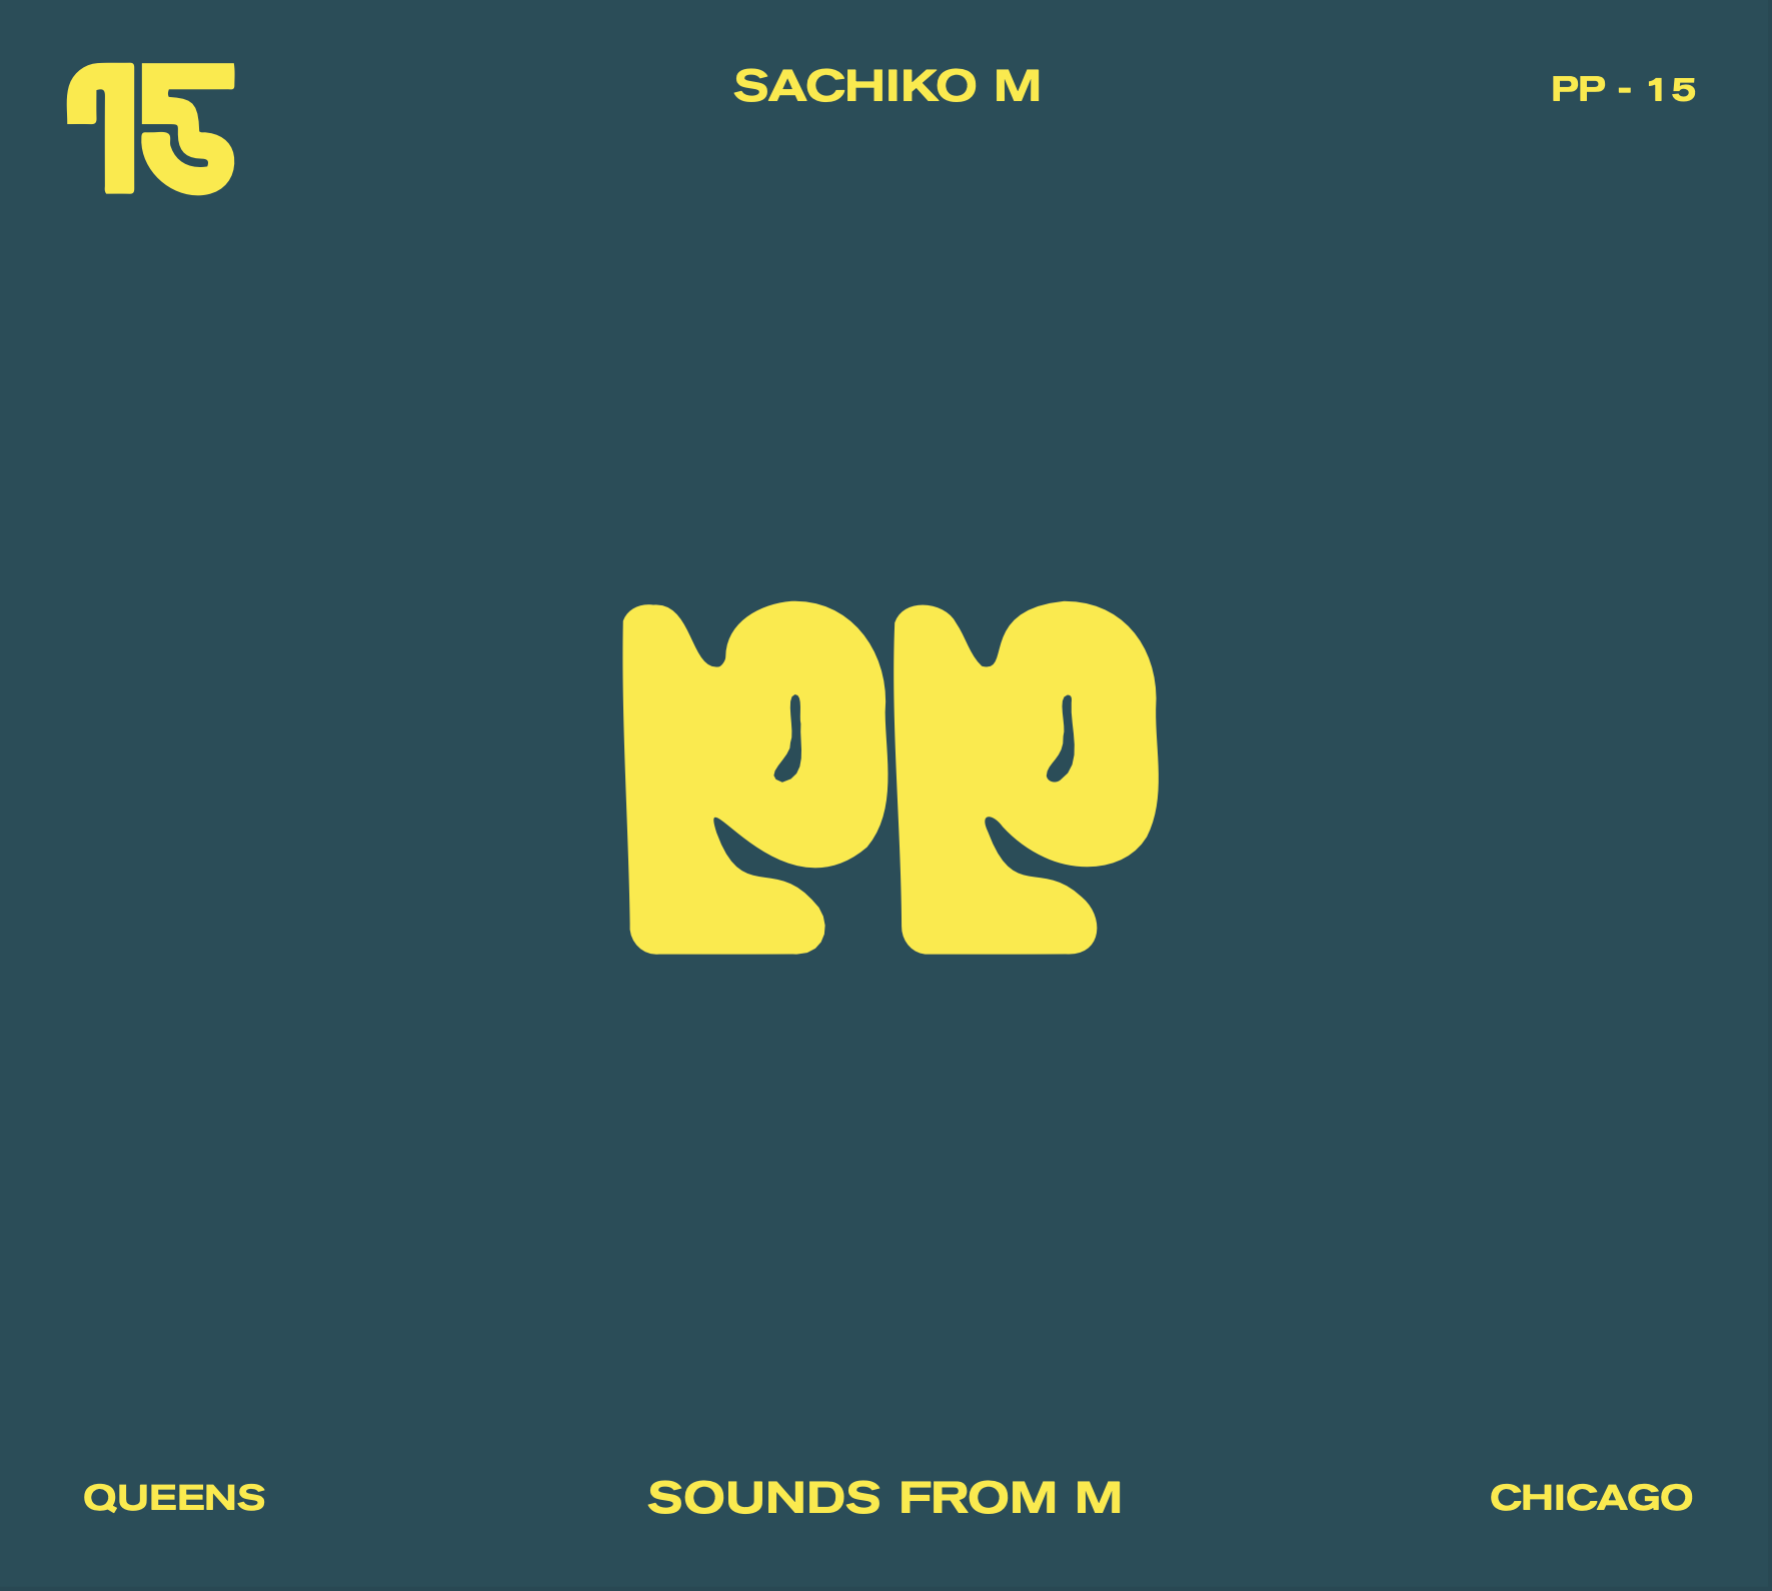 15
SACHIKO M
PP - 15
PP
QUEENS
SOUNDS FROM M
CHICAGO